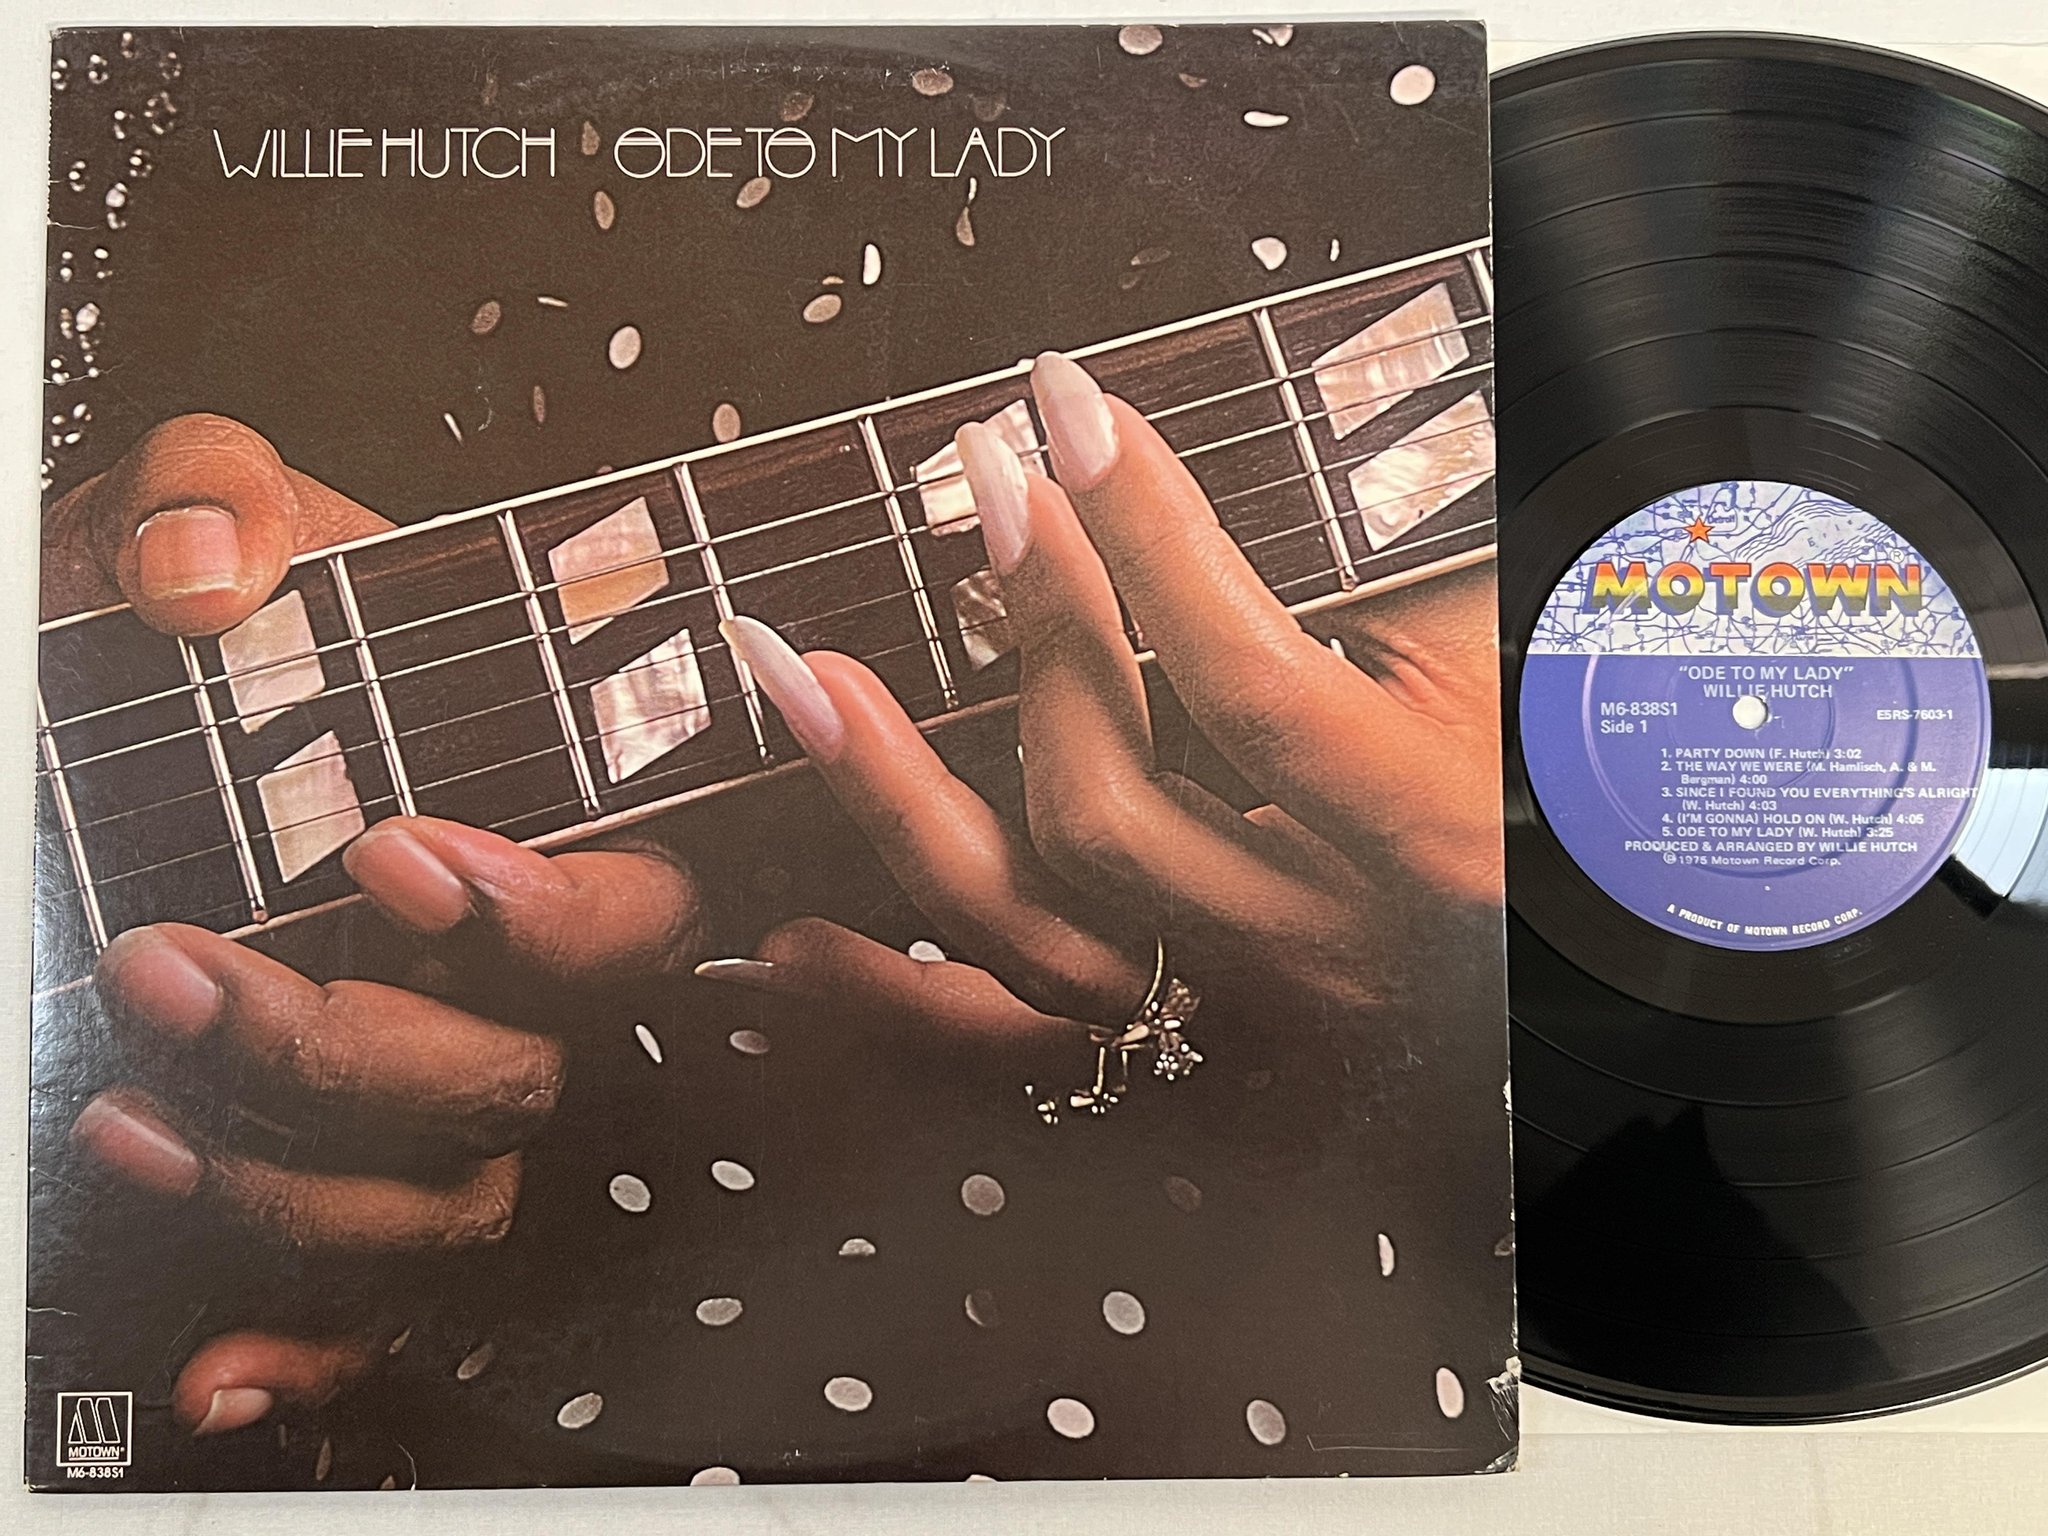 WILLIE HUTCH ODE TO MY LADY
MOTOWN®
M6-838S1
Detroit
MOTOWN
®
"ODE TO MY LADY"
WILLIE HUTCH
M6-838S1
Side 1
E5RS-7603-1
1. PARTY DOWN (F. Hutch) 3:02
2. THE WAY WE WERE (M. Hamlisch, A. & M.
Bergman) 4:00
3. SINCE I FOUND YOU EVERYTHING'S ALRIGHT
(W. Hutch) 4:03
4. (I'M GONNA) HOLD ON (W. Hutch) 4:05
5. ODE TO MY LADY (W. Hutch) 3:25
PRODUCED & ARRANGED BY WILLIE HUTCH
℗ 1975 Motown Record Corp.
A PRODUCT OF MOTOWN RECORD CORP.